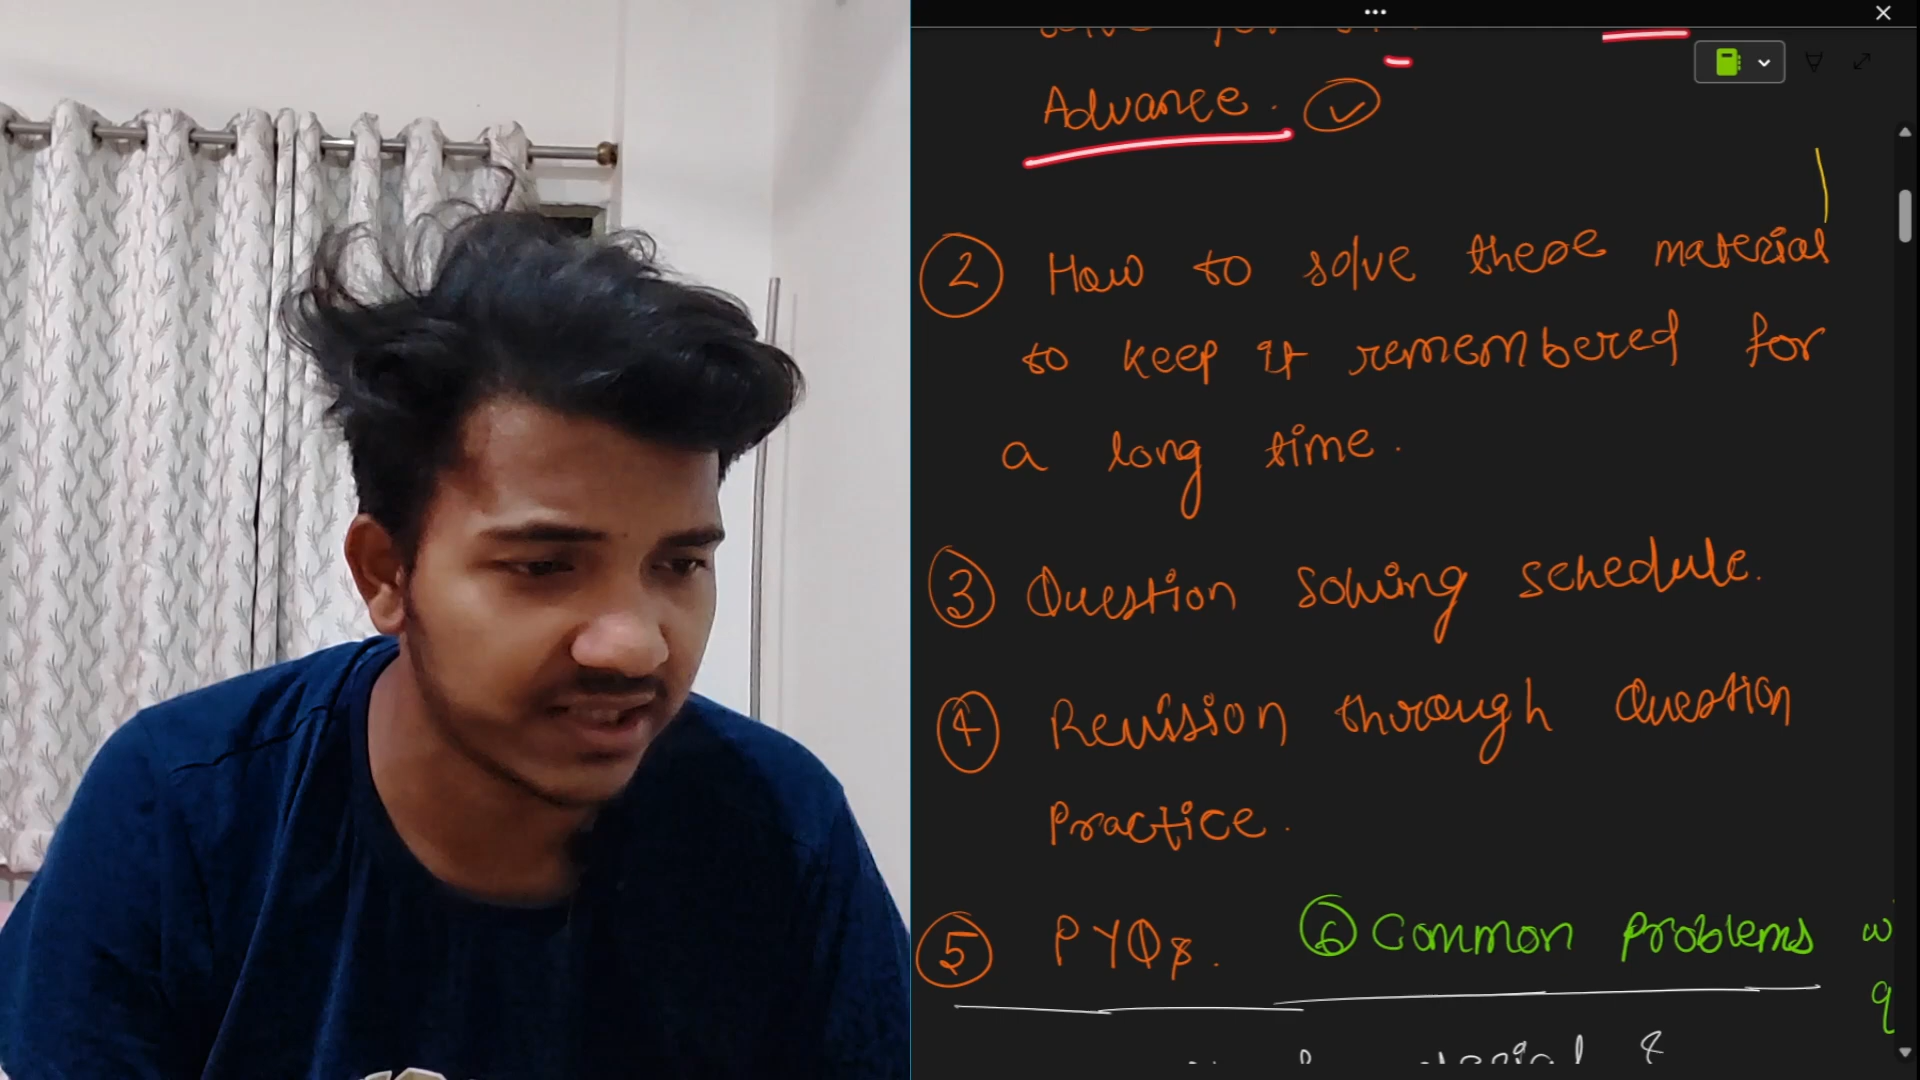 Advance.
② How to solve these material
to keep it remembered for
a long time.
③ Question solving schedule.
④ Revision through Question
Practice.
⑤ PYQs. ⑥ Common problems